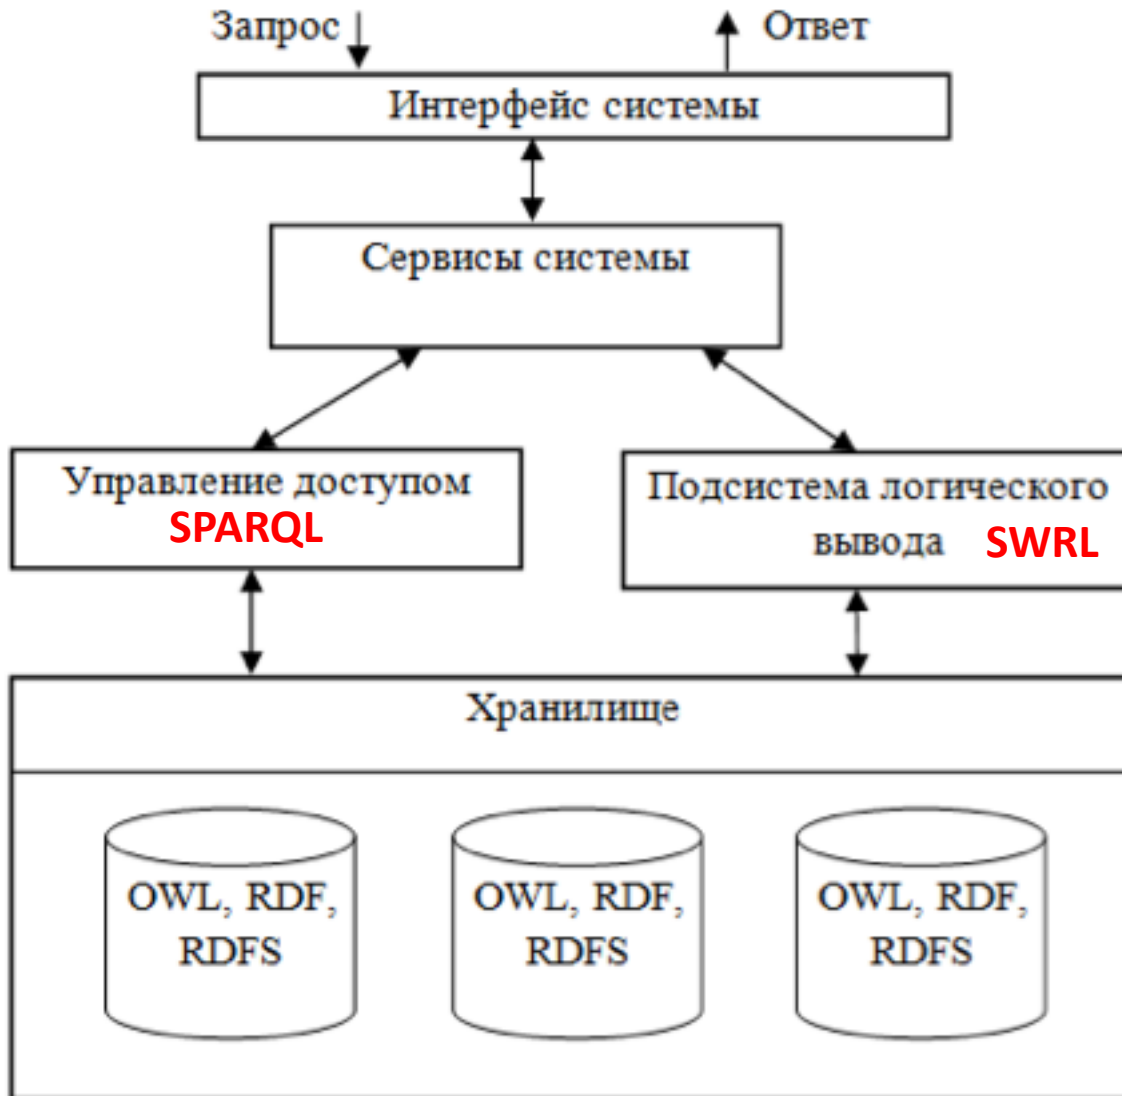 Запрос
Ответ
Интерфейс системы
Сервисы системы
Управление доступом
SPARQL
Подсистема логического
вывода SWRL
Хранилище
OWL, RDF,
RDFS
OWL, RDF,
RDFS
OWL, RDF,
RDFS